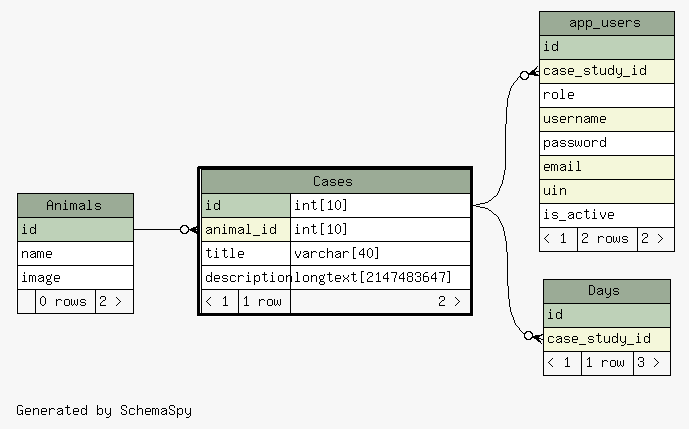 app_users
id
case_study_id
role
username
password
email
uin
is_active
< 1 2 rows 2 >
Cases
id int[10]
animal_id int[10]
title varchar[40]
description longtext[2147483647]
< 1 1 row 2 >
Animals
id
name
image
0 rows 2 >
Days
id
case_study_id
< 1 1 row 3 >
Generated by SchemaSpy